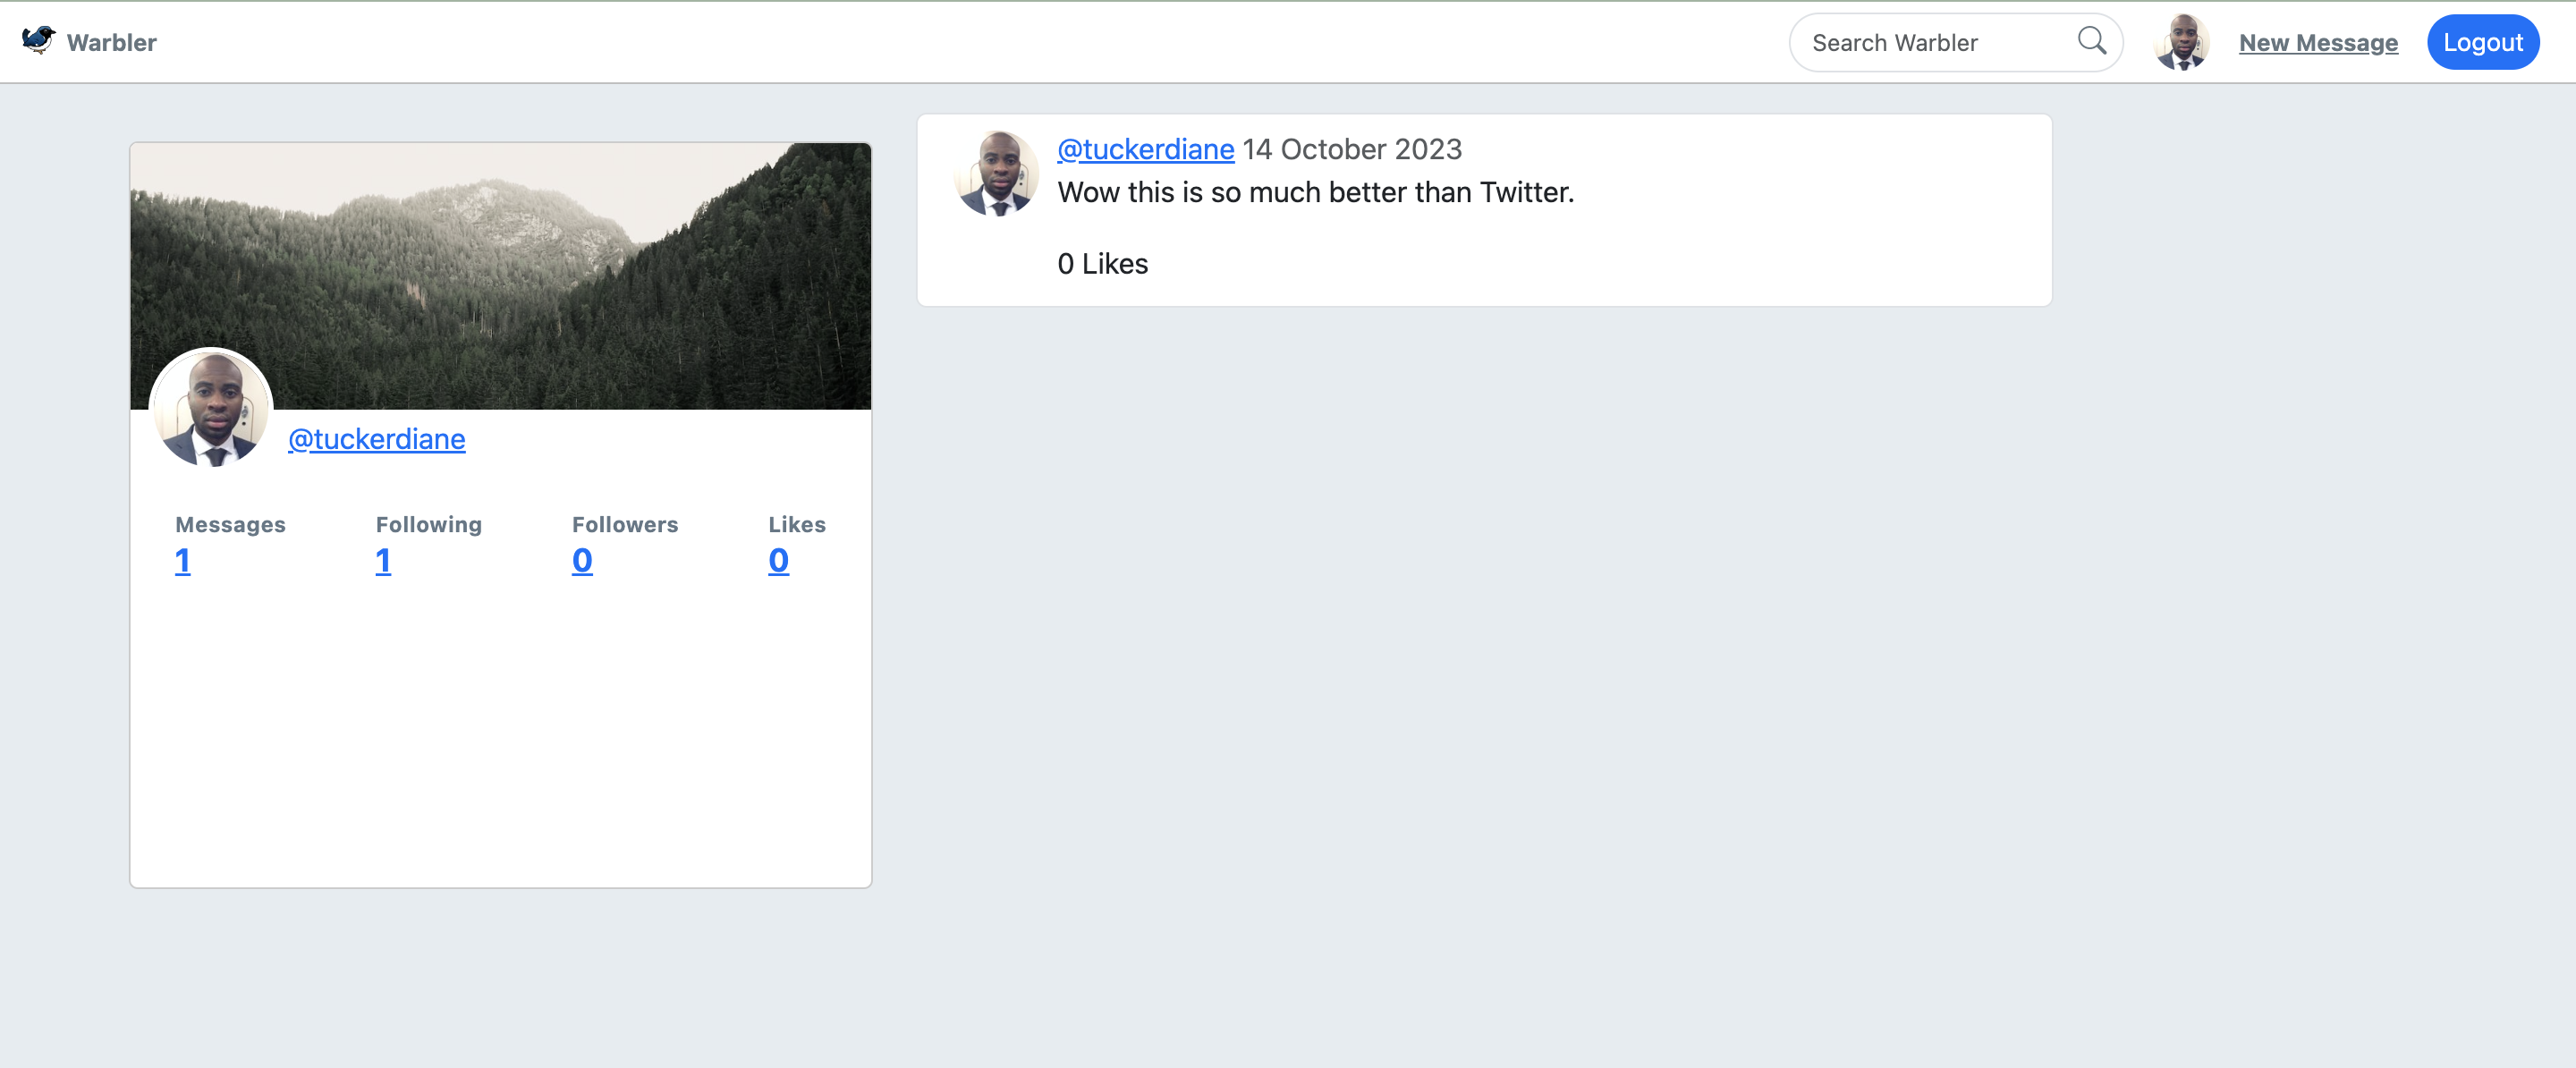 Warbler
Search Warbler
New Message
Logout
@tuckerdiane
Messages
Following
Followers
Likes
1
1
0
0
@tuckerdiane 14 October 2023
Wow this is so much better than Twitter.
0 Likes